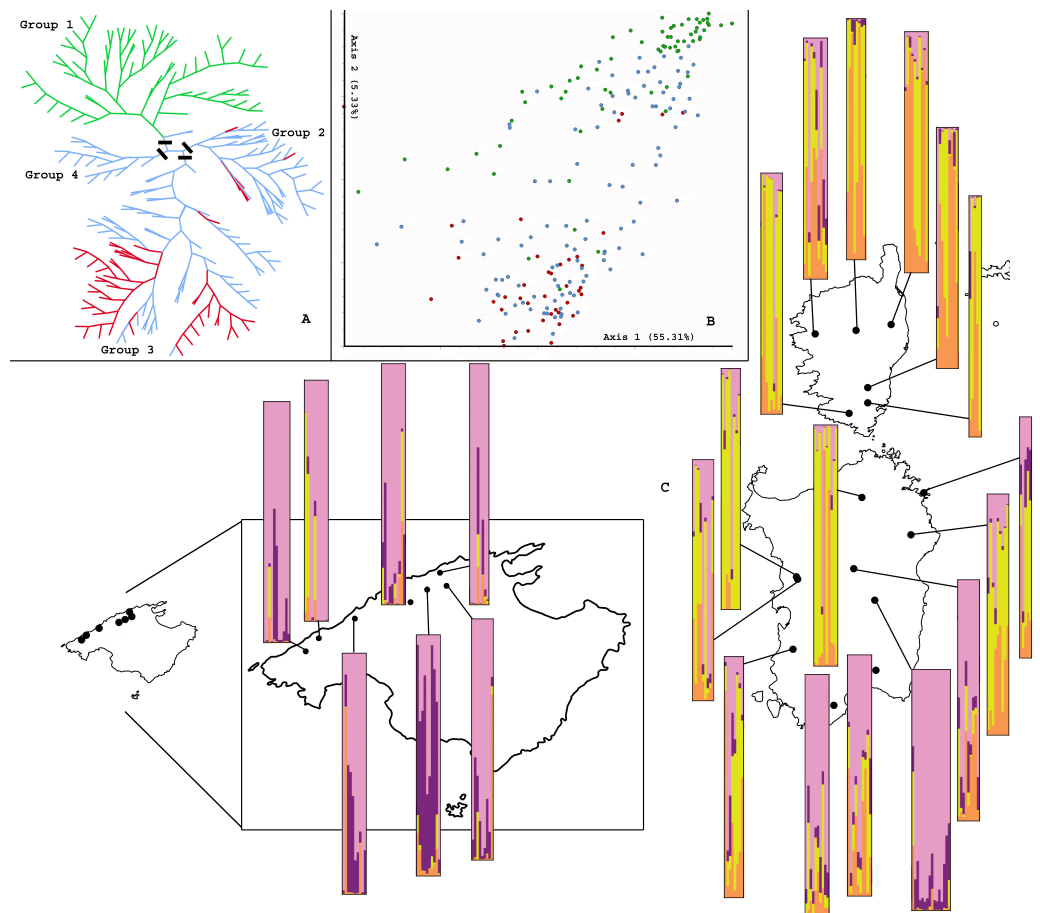 Group 1
Group 2
Group 4
Group 3
A
Axis 2 (5.33%)
B
Axis 1 (55.31%)
C